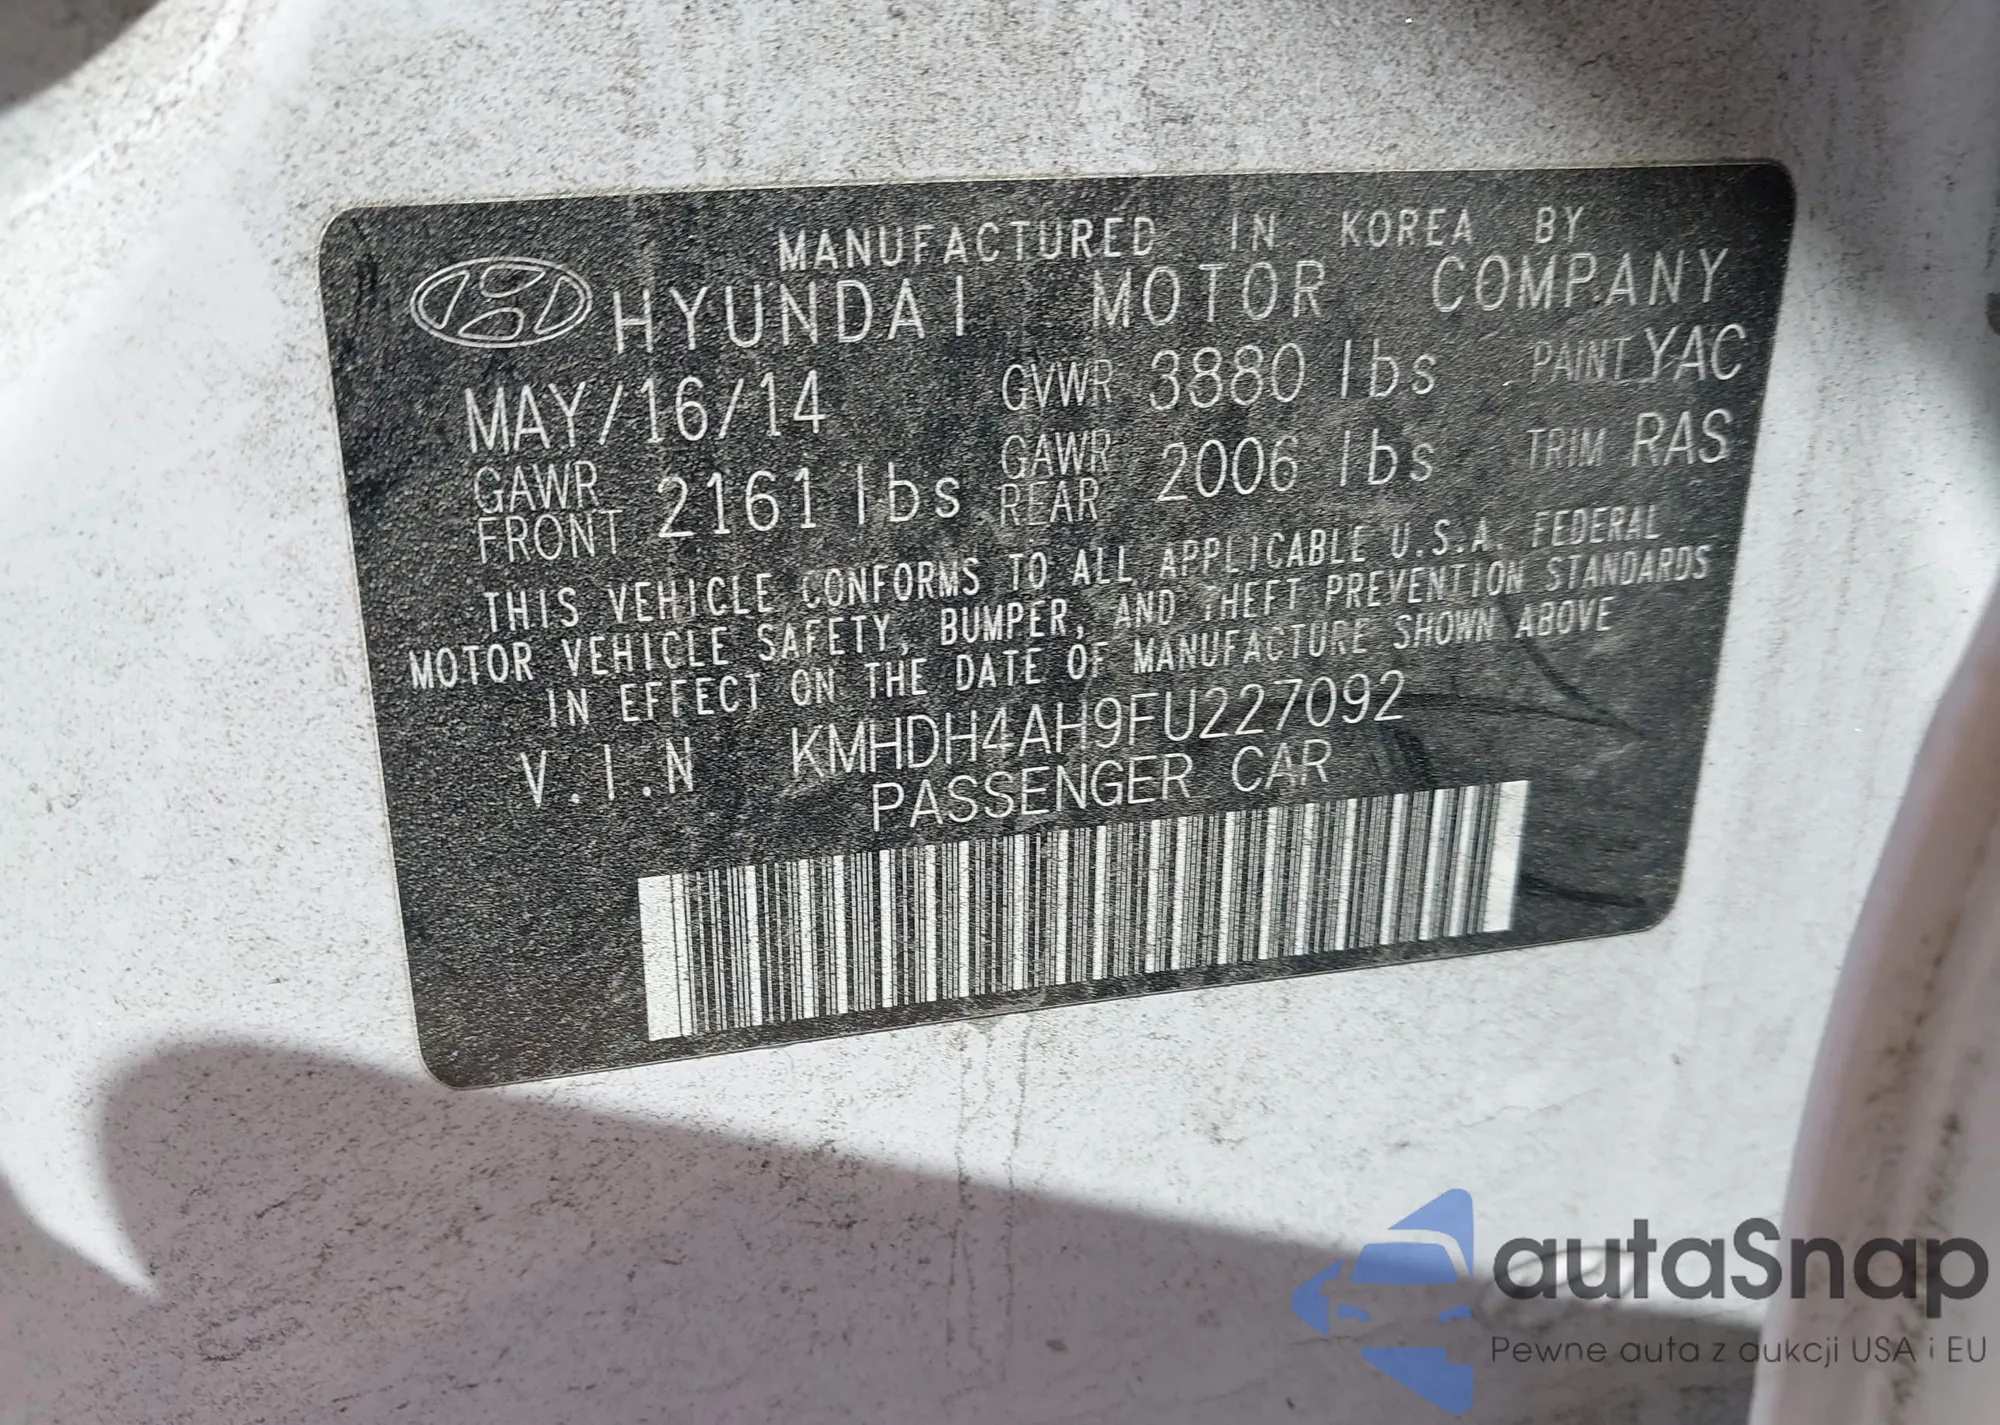 MANUFACTURED IN KOREA BY
HYUNDAI MOTOR COMPANY
MAY/16/14 GVWR 3880 lbs PAINT YAC
GAWR FRONT 2161 lbs GAWR REAR 2006 lbs TRIM RAS
THIS VEHICLE CONFORMS TO ALL APPLICABLE U.S.A. FEDERAL
MOTOR VEHICLE SAFETY, BUMPER, AND THEFT PREVENTION STANDARDS
IN EFFECT ON THE DATE OF MANUFACTURE SHOWN ABOVE
V.I.N KMHDH4AH9FU227092
PASSENGER CAR
autaSnap
Pewne auta z aukcji USA i EU